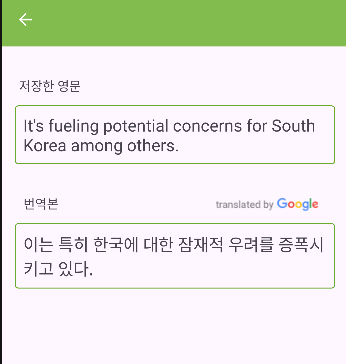 저장한 영문
It's fueling potential concerns for South
Korea among others.
번역본
translated by Google
이는 특히 한국에 대한 잠재적 우려를 증폭시
키고 있다.